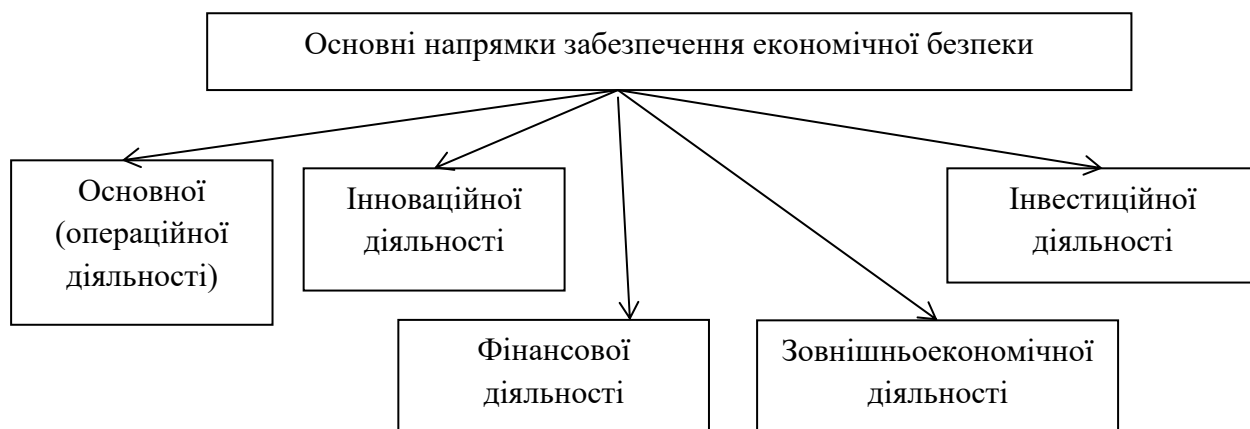 Основні напрямки забезпечення економічної безпеки
Основної
(операційної
діяльності)
Інноваційної
діяльності
Інвестиційної
діяльності
Фінансової
діяльності
Зовнішньоекономічної
діяльності